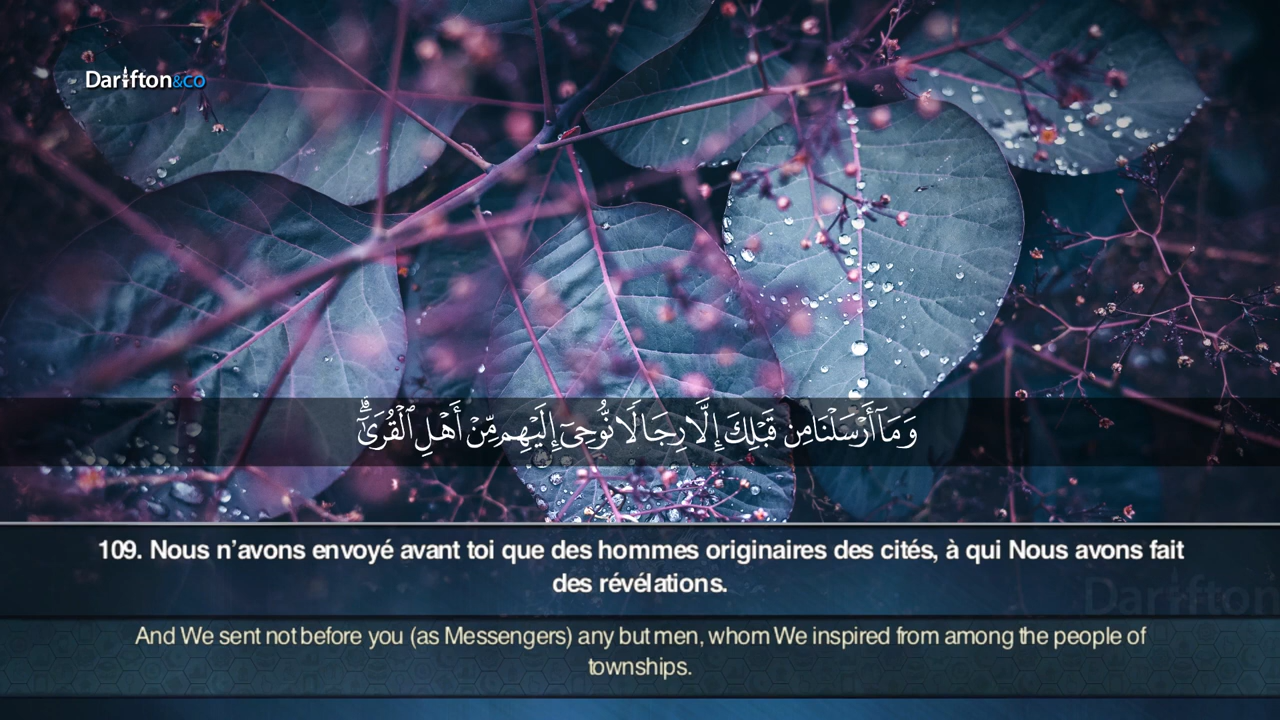 Darifton&co
وَمَآ أَرْسَلْنَا مِن قَبْلِكَ إِلَّا رِجَالًا نُّوحِىٓ إِلَيْهِم مِّنْ أَهْلِ ٱلْقُرَىٰٓ ۗ
109. Nous n’avons envoyé avant toi que des hommes originaires des cités, à qui Nous avons fait
des révélations.
Darifton
And We sent not before you (as Messengers) any but men, whom We inspired from among the people of
townships.